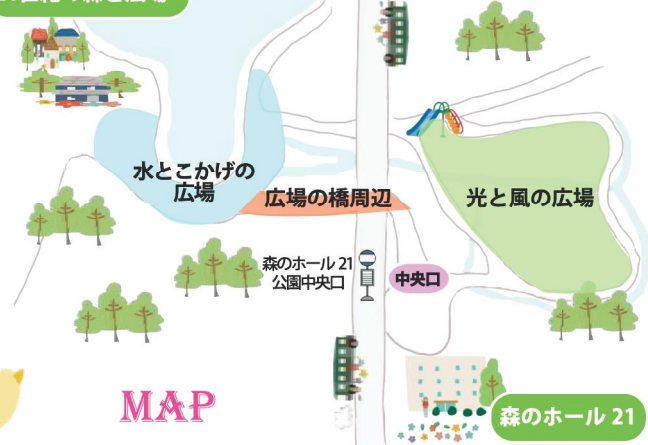 水とこかげの
広場
広場の橋周辺
光と風の広場
森のホール 21
公園中央口
中央口
MAP
森のホール 21